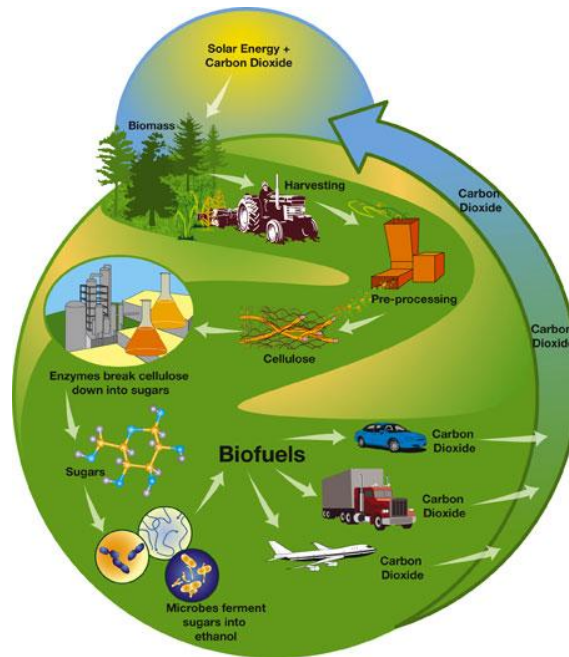 Solar Energy +
Carbon Dioxide
Biomass
Harvesting
Carbon
Dioxide
Pre-processing
Cellulose
Carbon
Dioxide
Enzymes break cellulose
down into sugars
Sugars
Biofuels
Carbon
Dioxide
Carbon
Dioxide
Carbon
Dioxide
Microbes ferment
sugars into
ethanol